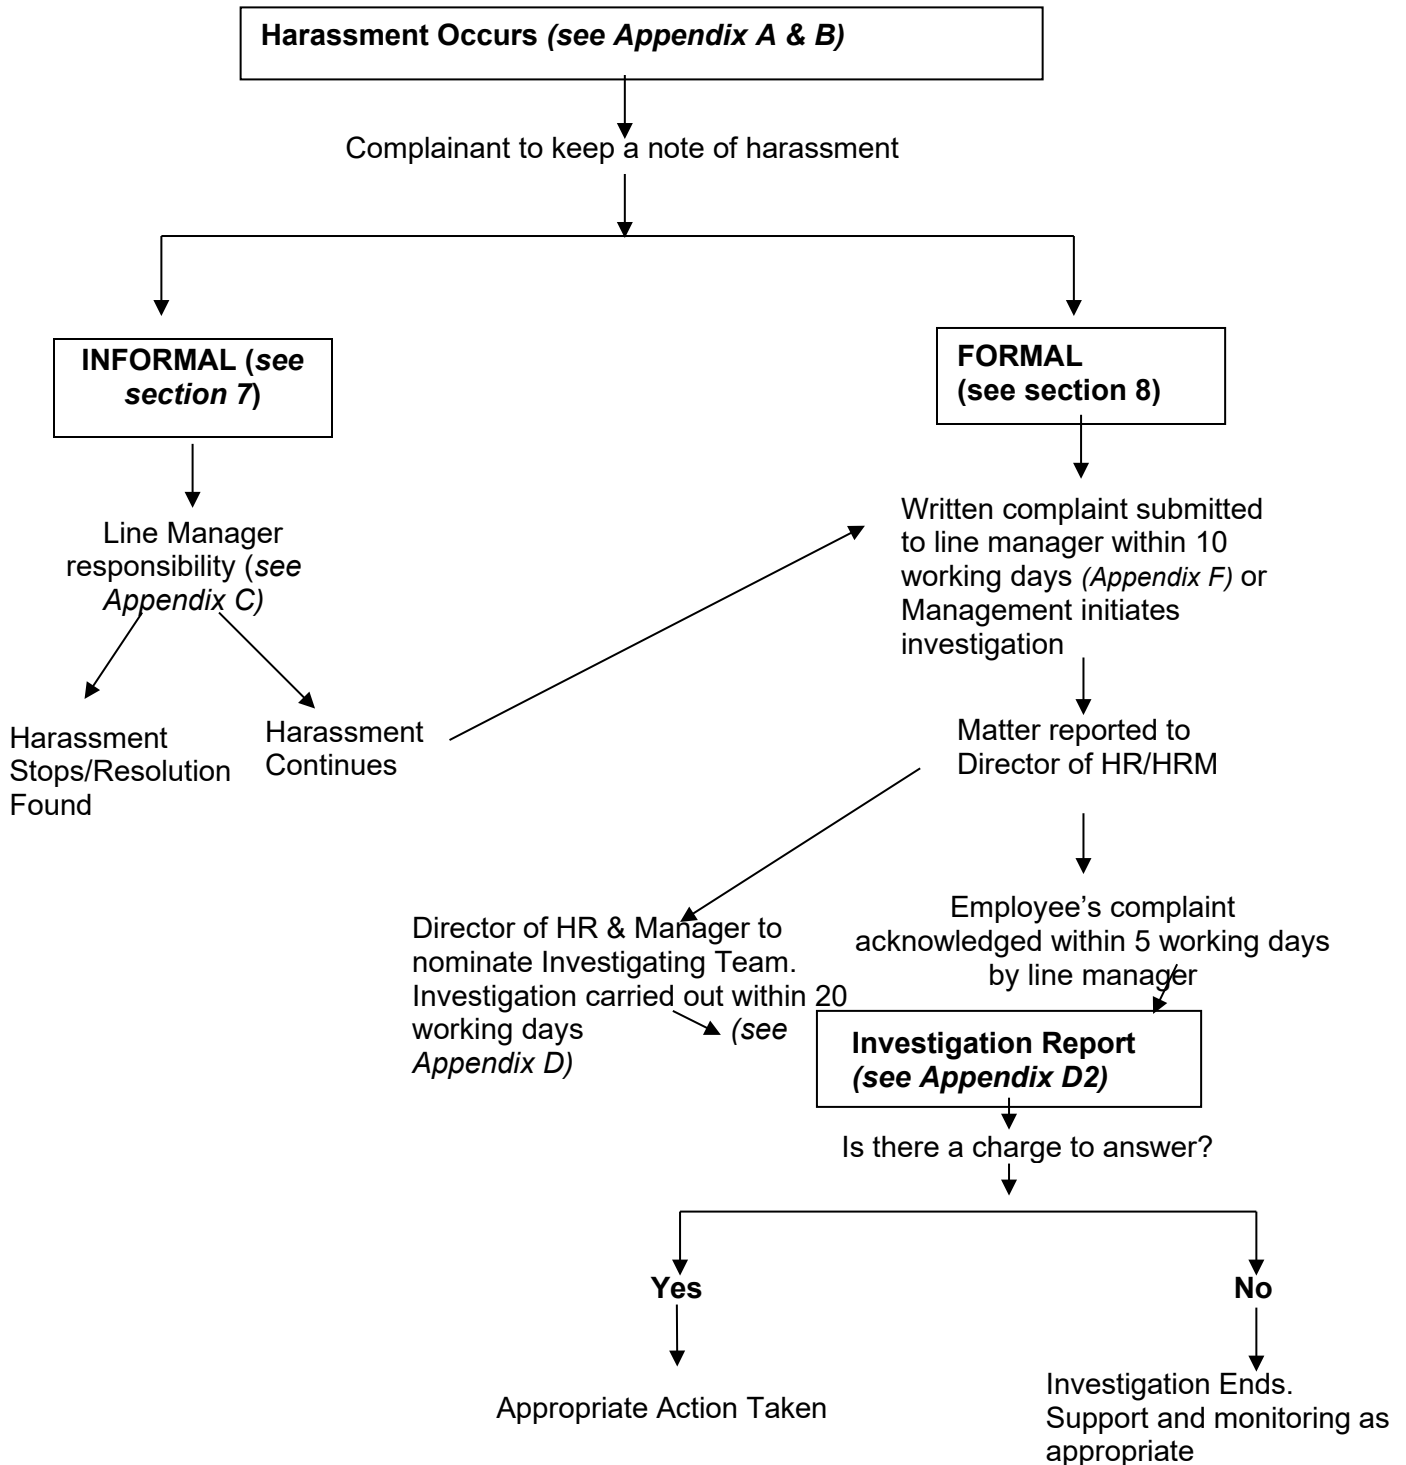 Harassment Occurs (see Appendix A & B)
Complainant to keep a note of harassment
INFORMAL (see
section 7)
FORMAL
(see section 8)
Line Manager
responsibility (see
Appendix C)
Written complaint submitted
to line manager within 10
working days (Appendix F) or
Management initiates
investigation
Harassment
Stops/Resolution
Found
Harassment
Continues
Matter reported to
Director of HR/HRM
Director of HR & Manager to
nominate Investigating Team.
Investigation carried out within 20
working days (see
Appendix D)
Employee’s complaint
acknowledged within 5 working days
by line manager
Investigation Report
(see Appendix D2)
Is there a charge to answer?
Yes
No
Appropriate Action Taken
Investigation Ends.
Support and monitoring as
appropriate